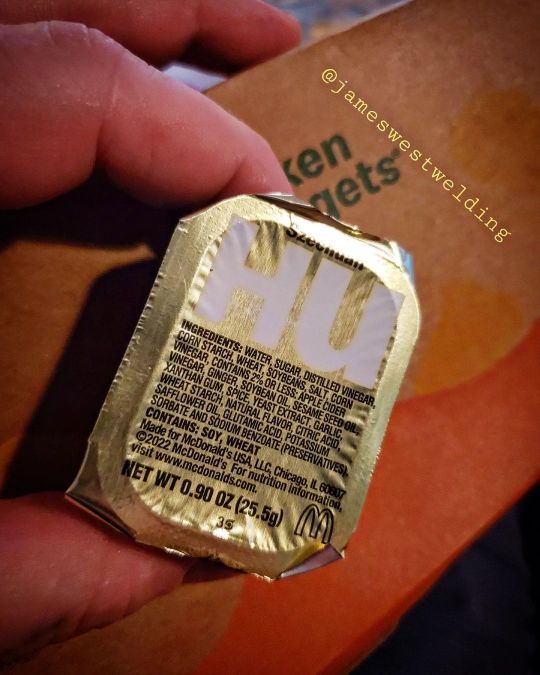 @jameswestwelding
ken
gets®
Szechuan
Hu
INGREDIENTS: WATER, SUGAR, DISTILLED VINEGAR,
CORN STARCH, WHEAT, SOYBEANS, SALT, CORN
VINEGAR. CONTAINS 2% OR LESS: APPLE CIDER
VINEGAR, GINGER, SOYBEAN OIL, SESAME SEED OIL,
XANTHAN GUM, SPICE, YEAST EXTRACT, GARLIC,
WHEAT STARCH, NATURAL FLAVOR, CITRIC ACID,
SAFFLOWER OIL, GLUTAMIC ACID, POTASSIUM
SORBATE AND SODIUM BENZOATE (PRESERVATIVES).
CONTAINS: SOY, WHEAT
Made for McDonald's USA, LLC, Chicago, IL 60607
©2022 McDonald's For nutrition information,
visit www.mcdonalds.com.
NET WT 0.90 OZ (25.5g)